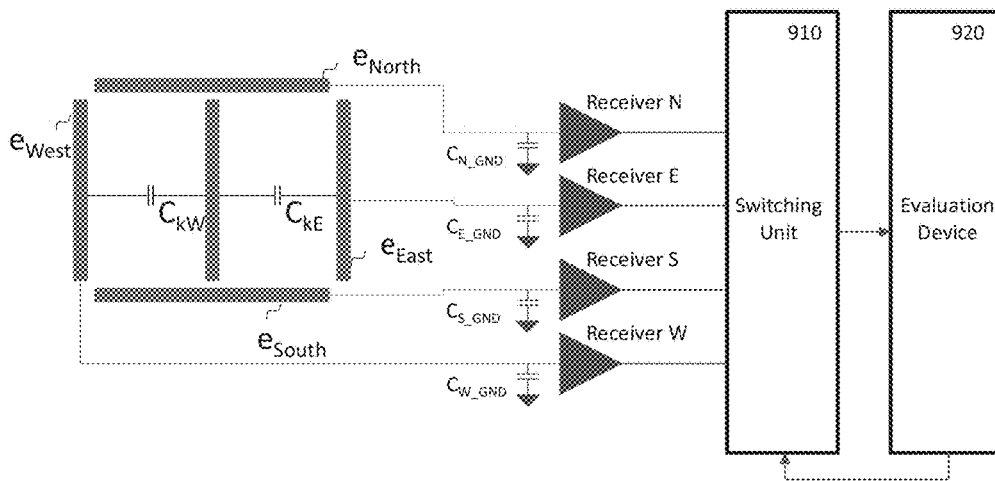 910
920
eNorth
Receiver N
eWest
CN_GND
Receiver E
CkW
CkE
Switching
Unit
Evaluation
Device
CE_GND
eEast
Receiver S
CS_GND
eSouth
Receiver W
CW_GND